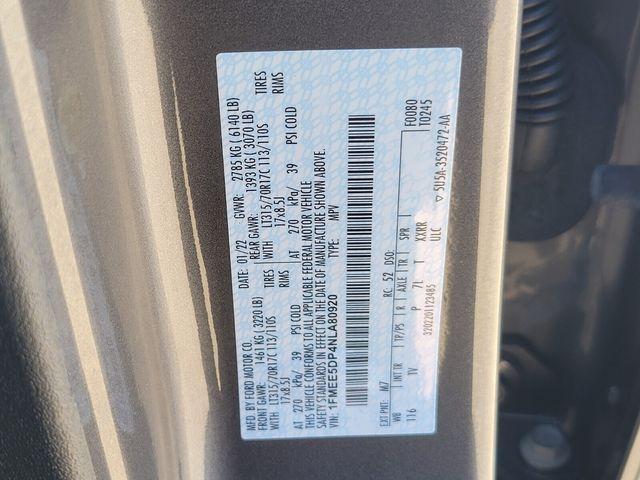 MFD. BY FORD MOTOR CO.
DATE: 01/22 GVWR: 2785 KG ( 6140 LB)
FRONT GAWR: 1461 KG ( 3220 LB) REAR GAWR: 1393 KG ( 3070 LB)
WITH LT315/70R17C 113/110S TIRES WITH LT315/70R17C 113/110S TIRES
17x8.5J RIMS 17x8.5J RIMS
AT 270 kPa/ 39 PSI COLD AT 270 kPa/ 39 PSI COLD
THIS VEHICLE CONFORMS TO ALL APPLICABLE FEDERAL MOTOR VEHICLE
SAFETY STANDARDS IN EFFECT ON THE DATE OF MANUFACTURE SHOWN ABOVE.
VIN: 1FMEE5DP4NLA80920 TYPE: MPV
EXT PNT: M7 RC: 52 DSO: F0080
T0245
WB INT TR TP/PS R AXLE TR SPR
116 TV P 7L T XXRR
ULC
3202201123485
5U5A-3520472-AA